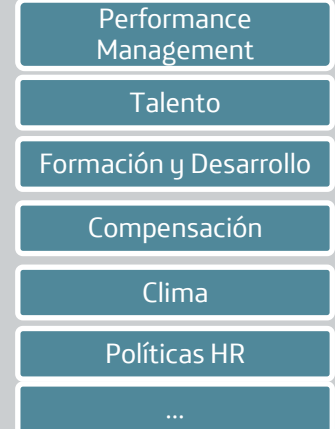 Performance
Management
Talento
Formación y Desarrollo
Compensación
Clima
Políticas HR
...